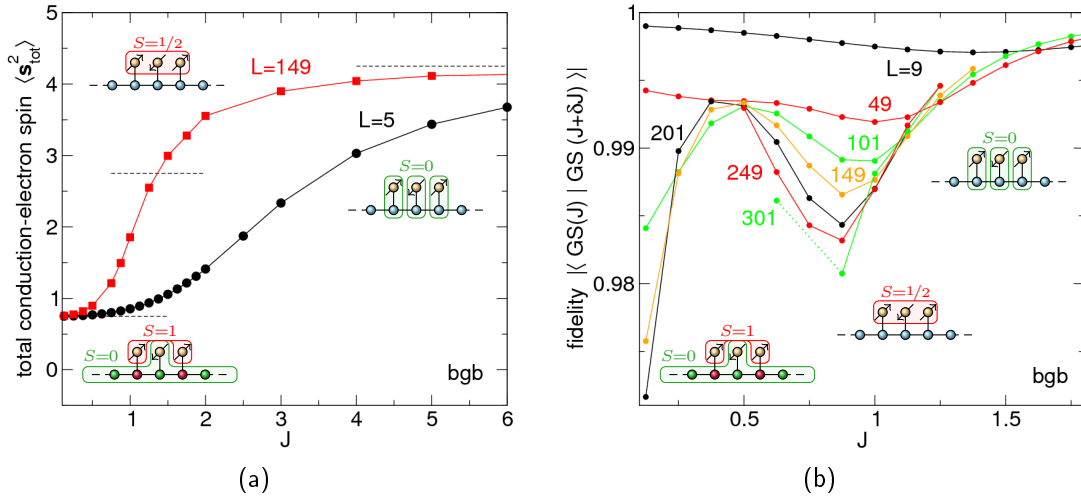 total conduction-electron spin ⟨s²tot⟩
5
4
3
2
1
0
S=1/2
L=149
L=5
S=0
S=1
S=0
bgb
1
2
3
4
5
6
J
(a)
fidelity |⟨ GS(J) | GS (J+δJ) ⟩|
1
0.99
0.98
L=9
49
201
101
149
249
301
S=0
S=1/2
S=1
S=0
bgb
0.5
1
1.5
J
(b)